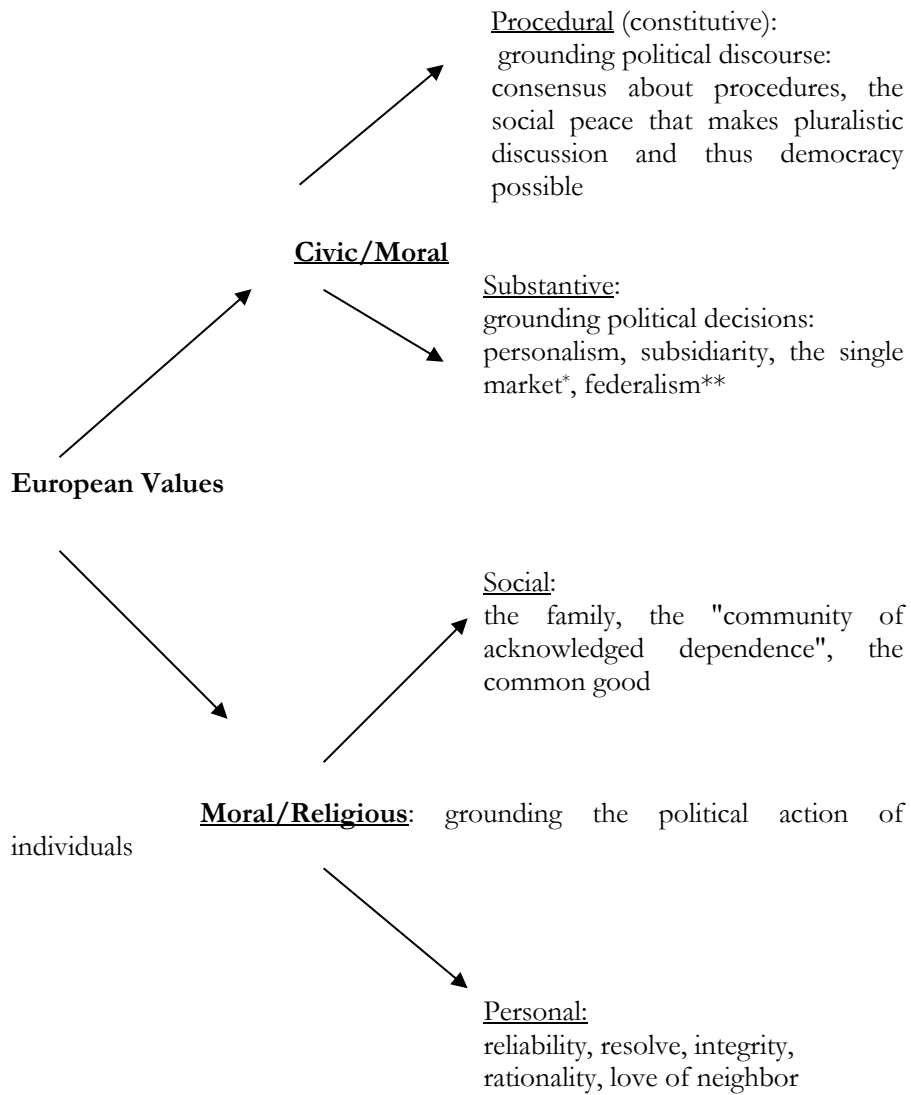 Procedural (constitutive):
grounding political discourse:
consensus about procedures, the
social peace that makes pluralistic
discussion and thus democracy
possible
Civic/Moral
Substantive:
grounding political decisions:
personalism, subsidiarity, the single
market*, federalism**
European Values
Social:
the family, the "community of
acknowledged dependence", the
common good
Moral/Religious: grounding the political action of
individuals
Personal:
reliability, resolve, integrity,
rationality, love of neighbor